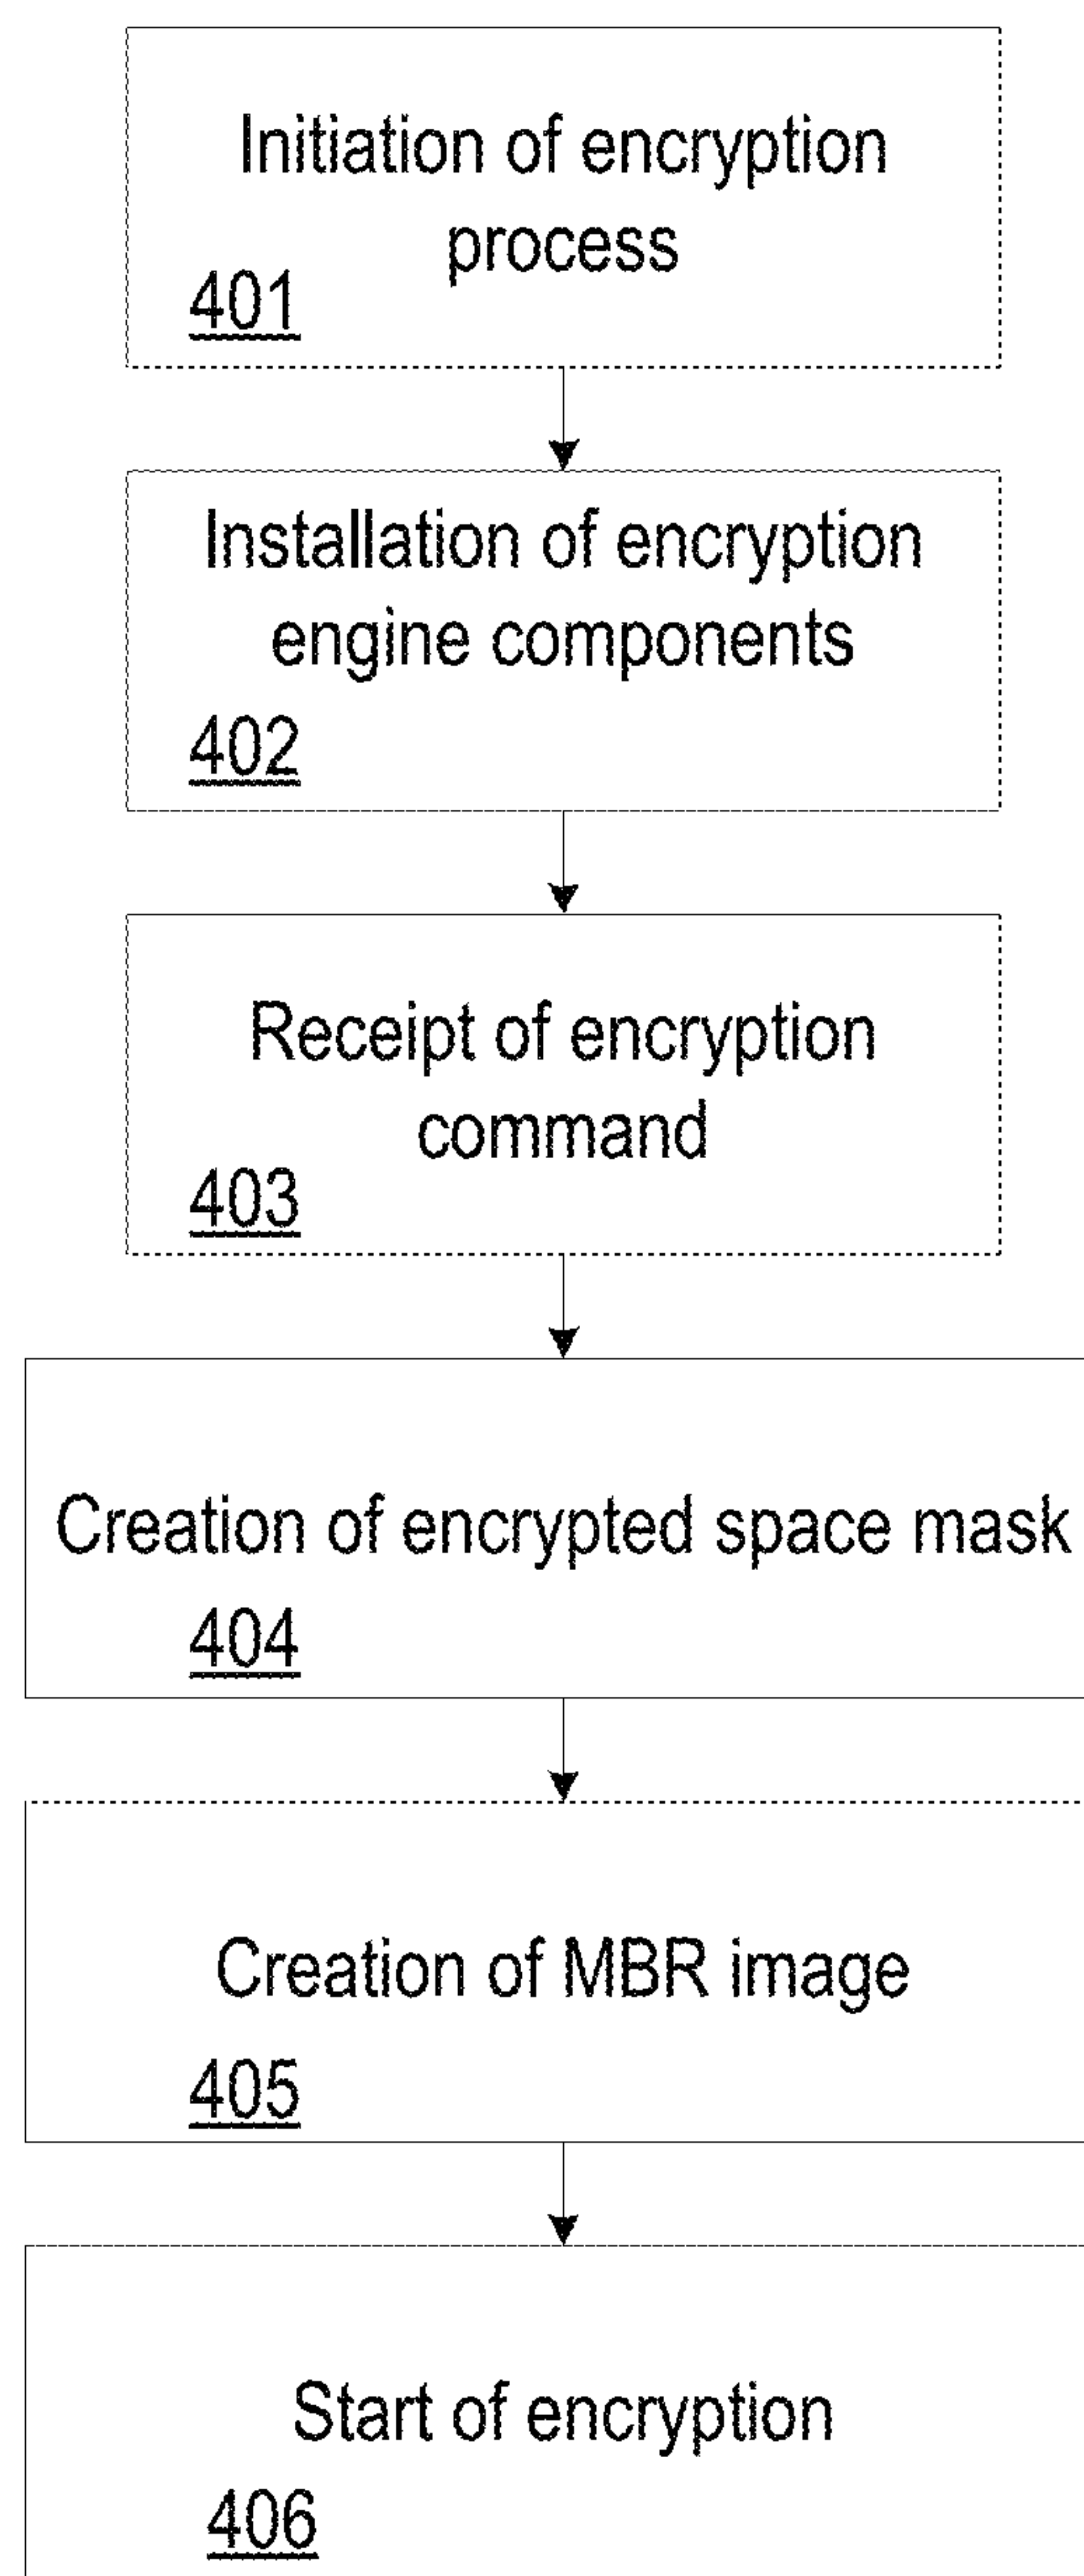 Initiation of encryption
process
401
Installation of encryption
engine components
402
Receipt of encryption
command
403
Creation of encrypted space mask
404
Creation of MBR image
405
Start of encryption
406